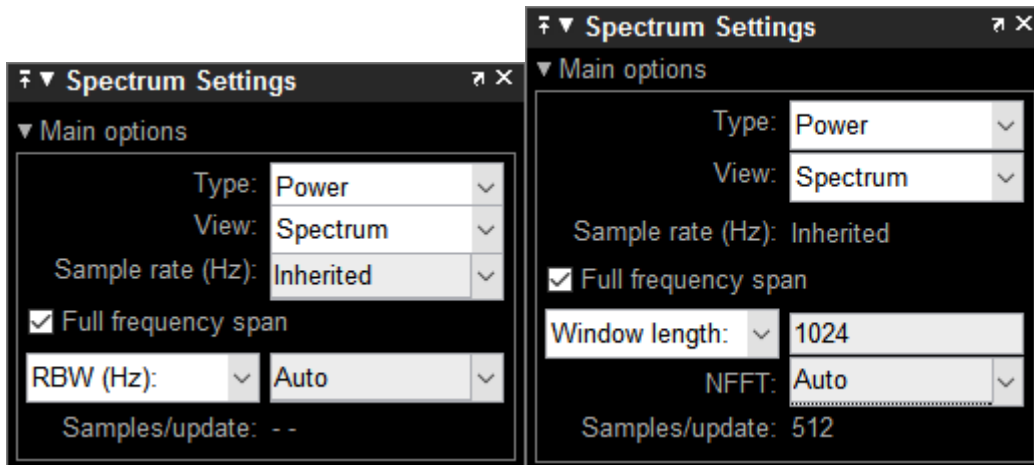 Spectrum Settings
Main options
Type: Power
View: Spectrum
Sample rate (Hz): Inherited
Full frequency span
RBW (Hz): Auto
Samples/update: - -
Spectrum Settings
Main options
Type: Power
View: Spectrum
Sample rate (Hz): Inherited
Full frequency span
Window length: 1024
NFFT: Auto
Samples/update: 512